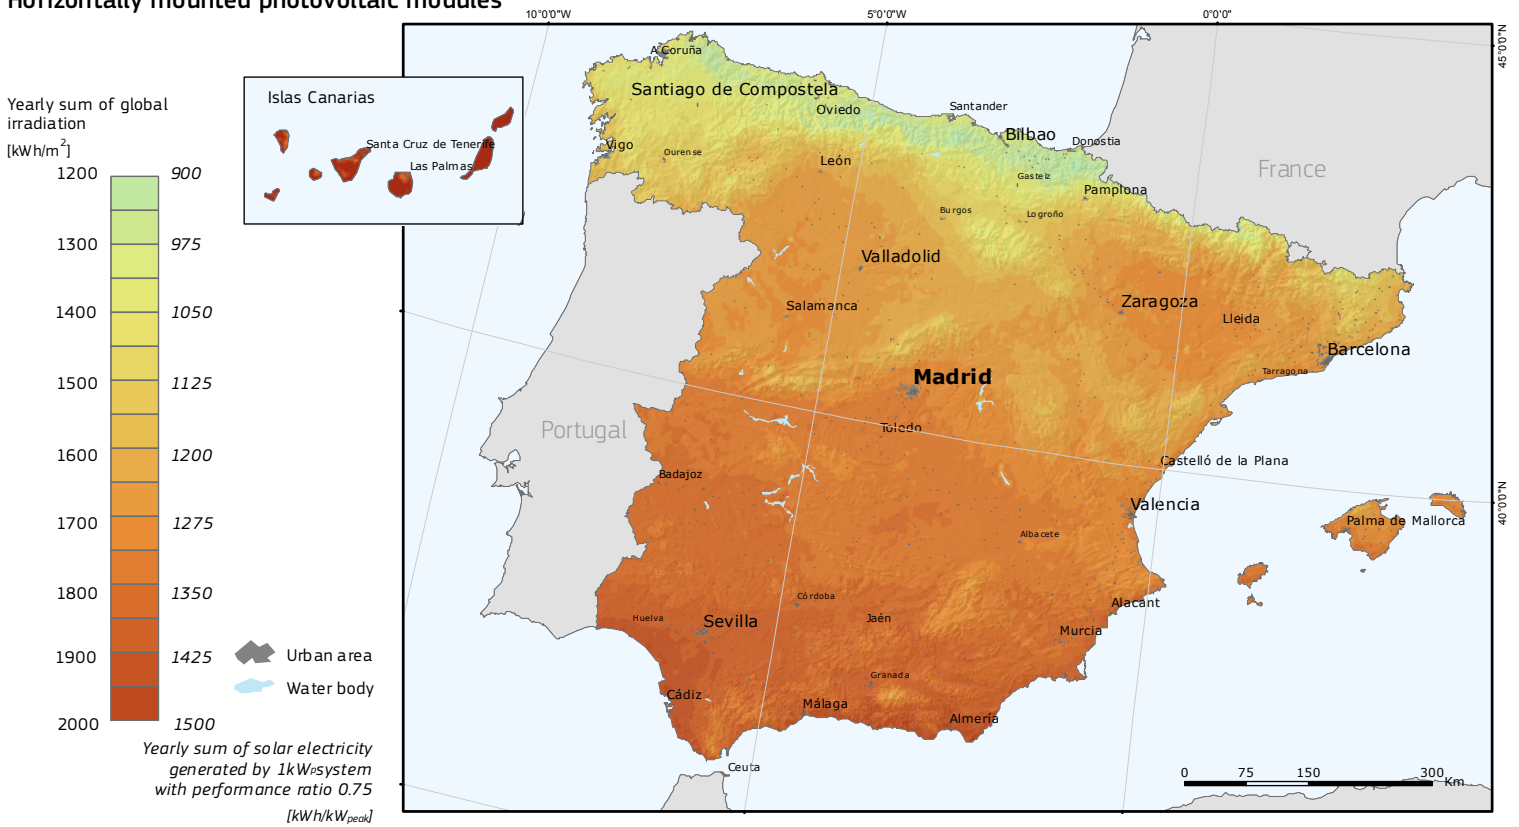 Horizontally mounted photovoltaic modules
10°0'0"W
5°0'0"W
0°0'0"
45°0'0"N
40°0'0"N
Yearly sum of global
irradiation
[kWh/m²]
1200 900
1300 975
1400 1050
1500 1125
1600 1200
1700 1275
1800 1350
1900 1425
2000 1500
Yearly sum of solar electricity
generated by 1kWp system
with performance ratio 0.75
[kWh/kWpeak]
Urban area
Water body
Islas Canarias
Santa Cruz de Tenerife
Las Palmas
A Coruña
Santiago de Compostela
Oviedo
Santander
Bilbao
Donostia
Vigo
Ourense
León
Gasteiz
Pamplona
France
Burgos
Logroño
Valladolid
Salamanca
Zaragoza
Lleida
Barcelona
Tarragona
Madrid
Portugal
Toledo
Castelló de la Plana
Badajoz
Valencia
Palma de Mallorca
Albacete
Córdoba
Alacant
Huelva
Sevilla
Jaén
Murcia
Granada
Cádiz
Málaga
Almería
Ceuta
0 75 150 300 Km